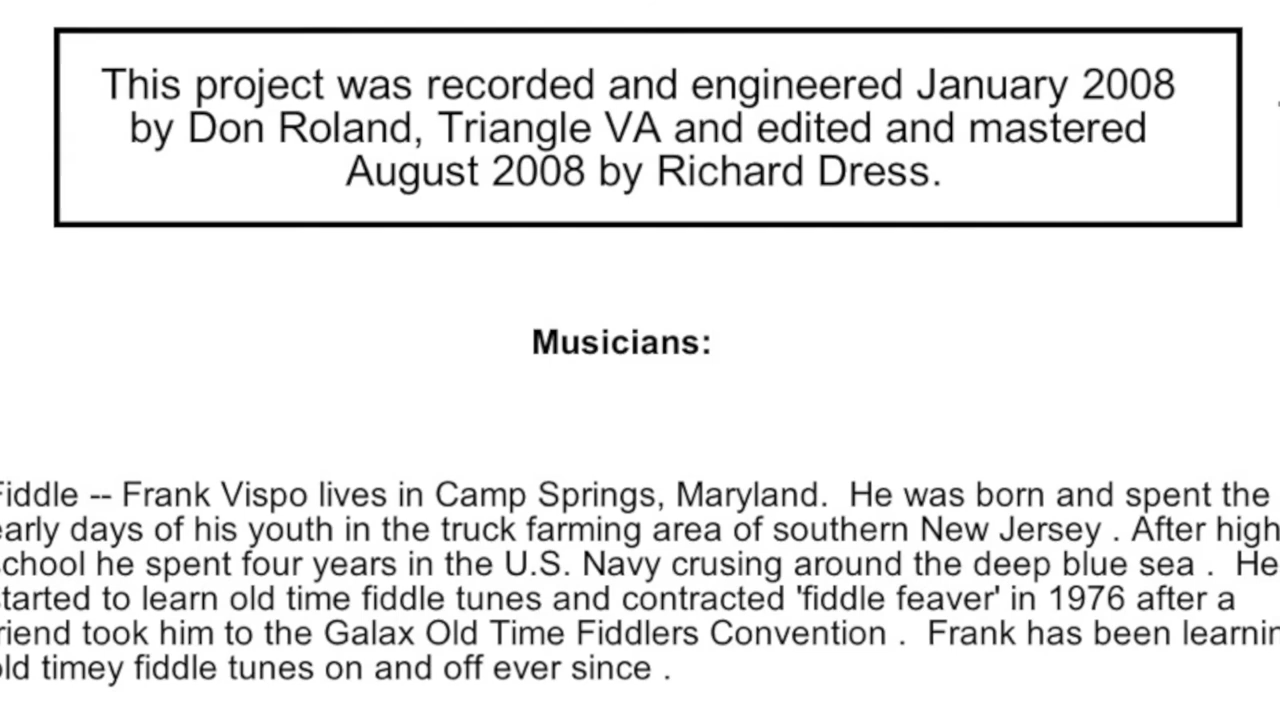 This project was recorded and engineered January 2008
by Don Roland, Triangle VA and edited and mastered
August 2008 by Richard Dress.
Musicians:
Fiddle -- Frank Vispo lives in Camp Springs, Maryland.  He was born and spent the
early days of his youth in the truck farming area of southern New Jersey . After high
school he spent four years in the U.S. Navy crusing around the deep blue sea .  He
started to learn old time fiddle tunes and contracted 'fiddle feaver' in 1976 after a
friend took him to the Galax Old Time Fiddlers Convention .  Frank has been learnin
old timey fiddle tunes on and off ever since .